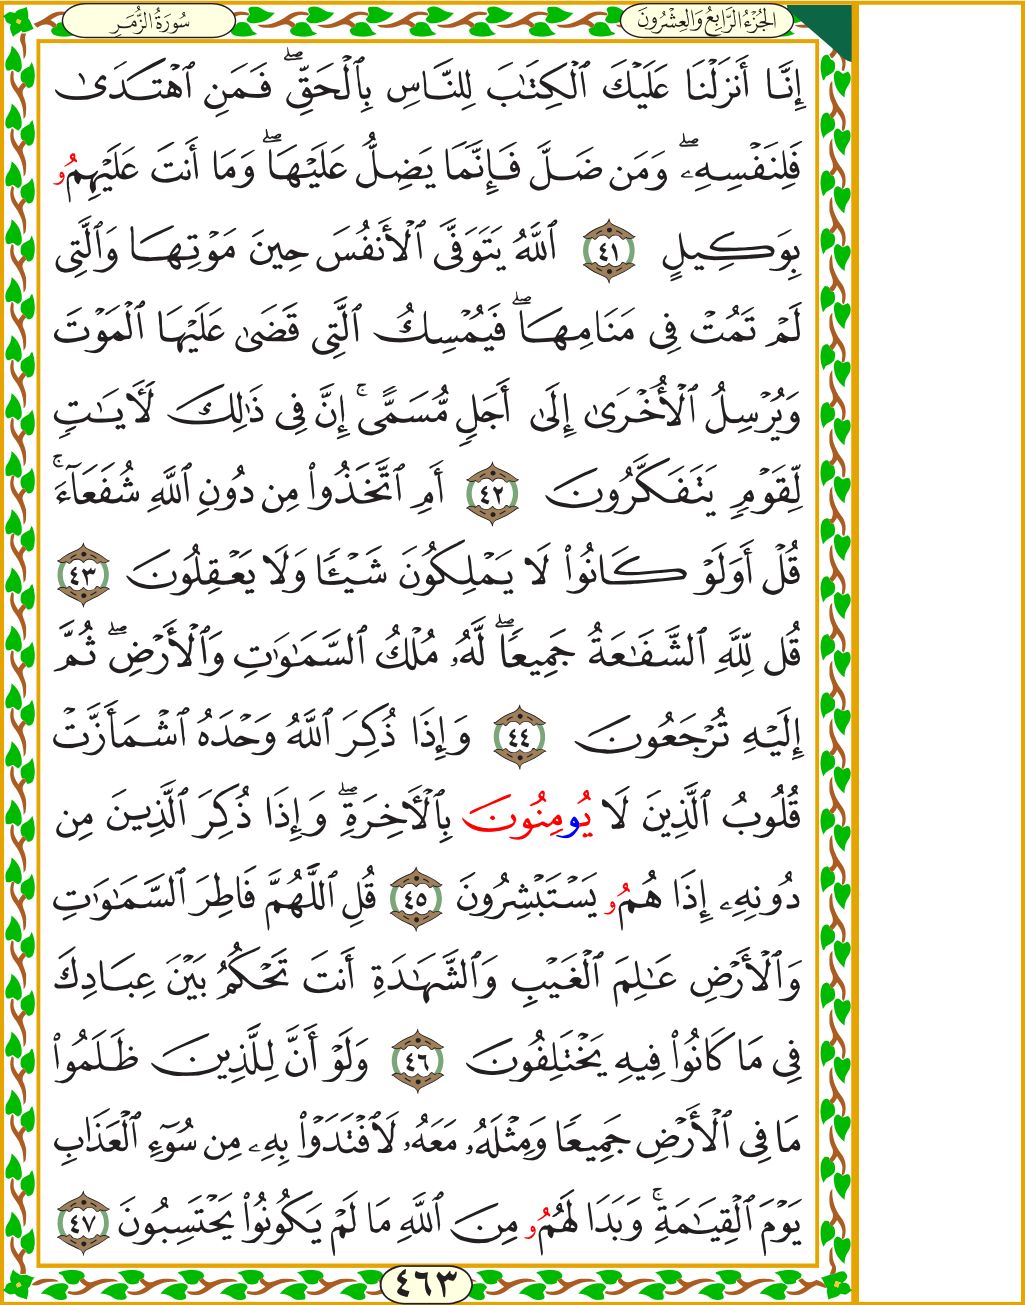 الجُزْءُ الرَّابِعُ وَالعِشْرُونَ
سُورَةُ الزُّمَرِ
إِنَّا أَنزَلْنَا عَلَيْكَ ٱلْكِتَٰبَ لِلنَّاسِ بِٱلْحَقِّۖ فَمَنِ ٱهْتَدَىٰ
فَلِنَفْسِهِۦۖ وَمَن ضَلَّ فَإِنَّمَا يَضِلُّ عَلَيْهَاۖ وَمَا أَنتَ عَلَيْهِمُو
بِوَكِيلٍ ٤١ ٱللَّهُ يَتَوَفَّى ٱلْأَنفُسَ حِينَ مَوْتِهَا وَٱلَّتِي
لَمْ تَمُتْ فِي مَنَامِهَاۖ فَيُمْسِكُ ٱلَّتِي قَضَىٰ عَلَيْهَا ٱلْمَوْتَ
وَيُرْسِلُ ٱلْأُخْرَىٰ إِلَىٰ أَجَلٍ مُّسَمًّىۚ إِنَّ فِي ذَٰلِكَ لَأٓيَٰتٍ
لِّقَوْمٍ يَتَفَكَّرُونَ ٤٢ أَمِ ٱتَّخَذُواْ مِن دُونِ ٱللَّهِ شُفَعَآءَۚ
قُلْ أَوَلَوْ كَانُواْ لَا يَمْلِكُونَ شَيْـًٔا وَلَا يَعْقِلُونَ ٤٣
قُل لِّلَّهِ ٱلشَّفَٰعَةُ جَمِيعًاۖ لَّهُۥ مُلْكُ ٱلسَّمَٰوَٰتِ وَٱلْأَرْضِۖ ثُمَّ
إِلَيْهِ تُرْجَعُونَ ٤٤ وَإِذَا ذُكِرَ ٱللَّهُ وَحْدَهُ ٱشْمَأَزَّتْ
قُلُوبُ ٱلَّذِينَ لَا يُومِنُونَ بِٱلْأٓخِرَةِۖ وَإِذَا ذُكِرَ ٱلَّذِينَ مِن
دُونِهِۦ إِذَا هُمُو يَسْتَبْشِرُونَ ٤٥ قُلِ ٱللَّهُمَّ فَاطِرَ ٱلسَّمَٰوَٰتِ
وَٱلْأَرْضِ عَٰلِمَ ٱلْغَيْبِ وَٱلشَّهَٰدَةِ أَنتَ تَحْكُمُ بَيْنَ عِبَادِكَ
فِي مَا كَانُواْ فِيهِ يَخْتَلِفُونَ ٤٦ وَلَوْ أَنَّ لِلَّذِينَ ظَلَمُواْ
مَا فِي ٱلْأَرْضِ جَمِيعًا وَمِثْلَهُۥ مَعَهُۥ لَٱفْتَدَوْاْ بِهِۦ مِن سُوٓءِ ٱلْعَذَابِ
يَوْمَ ٱلْقِيَٰمَةِۚ وَبَدَا لَهُمُو مِنَ ٱللَّهِ مَا لَمْ يَكُونُواْ يَحْتَسِبُونَ ٤٧
٤٦٣